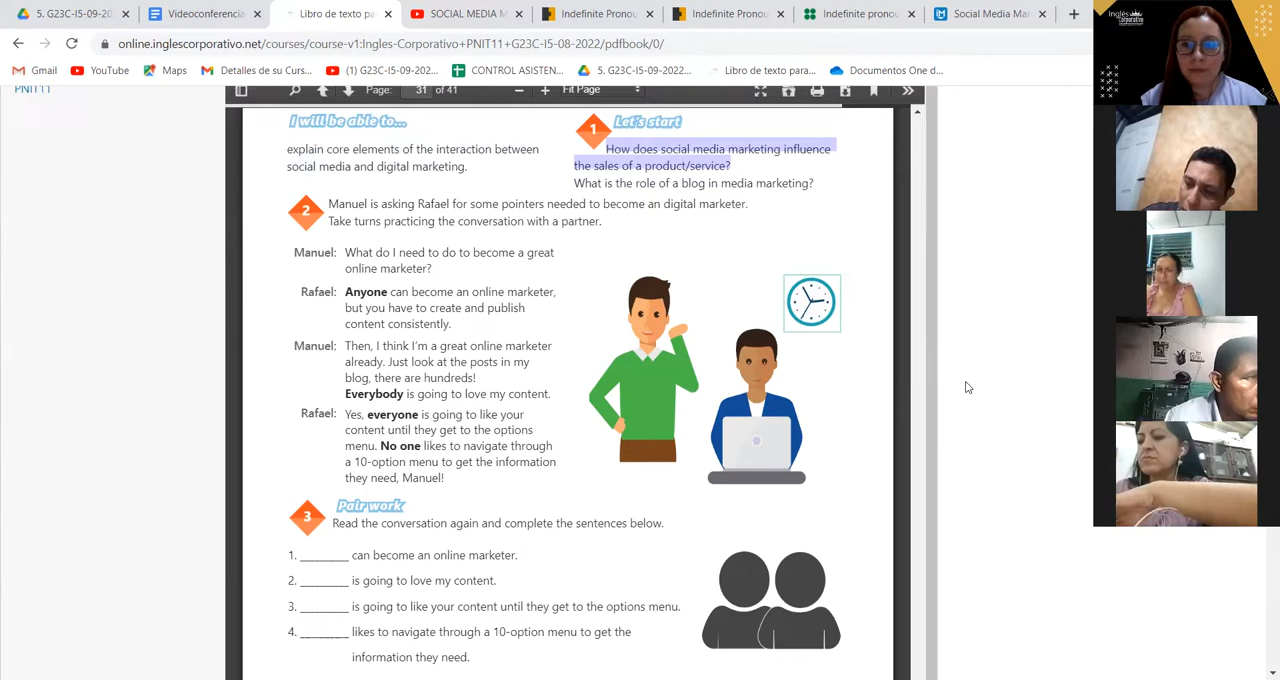 5. G23C-I5-09-202
Videoconferencia
Libro de texto pa
SOCIAL MEDIA M
Indefinite Pronou
Indefinite Pronou
Indefinite pronou
Social Media Mar
online.inglescorporativo.net/courses/course-v1:Ingles-Corporativo+PNIT11+G23C-I5-08-2022/pdfbook/0/
Gmail
YouTube
Maps
Detalles de su Curs...
(1) G23C-I5-09-202...
CONTROL ASISTEN...
5. G23C-I5-09-2022...
Libro de texto para...
Documentos One d...
PNIT11
Page: 31 of 41
Fit Page
I will be able to...
explain core elements of the interaction between
social media and digital marketing.
1
Let's start
How does social media marketing influence
the sales of a product/service?
What is the role of a blog in media marketing?
2
Manuel is asking Rafael for some pointers needed to become an digital marketer.
Take turns practicing the conversation with a partner.
Manuel: What do I need to do to become a great
online marketer?
Rafael: Anyone can become an online marketer,
but you have to create and publish
content consistently.
Manuel: Then, I think I'm a great online marketer
already. Just look at the posts in my
blog, there are hundreds!
Everybody is going to love my content.
Rafael: Yes, everyone is going to like your
content until they get to the options
menu. No one likes to navigate through
a 10-option menu to get the information
they need, Manuel!
3
Pair work
Read the conversation again and complete the sentences below.
1. ________ can become an online marketer.
2. ________ is going to love my content.
3. ________ is going to like your content until they get to the options menu.
4. ________ likes to navigate through a 10-option menu to get the
information they need.
Inglés
Corporativo